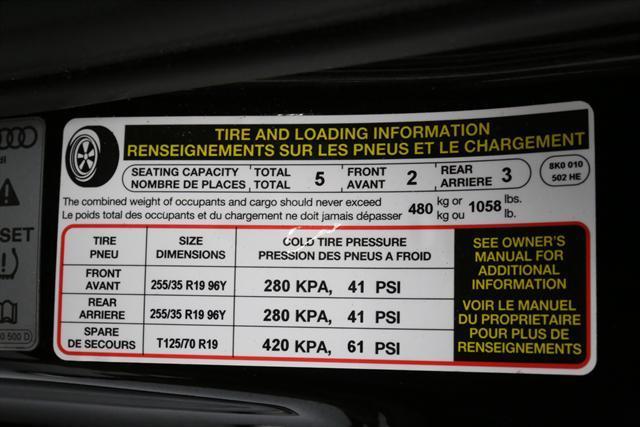 TIRE AND LOADING INFORMATION
RENSEIGNEMENTS SUR LES PNEUS ET LE CHARGEMENT
SEATING CAPACITY TOTAL 5 FRONT 2 REAR 3
NOMBRE DE PLACES TOTAL AVANT ARRIERE
8K0 010
502 HE
The combined weight of occupants and cargo should never exceed 480 kg or 1058 lbs.
Le poids total des occupants et du chargement ne doit jamais dépasser kg ou lb.
TIRE SIZE COLD TIRE PRESSURE
PNEU DIMENSIONS PRESSION DES PNEUS A FROID
FRONT
AVANT 255/35 R19 96Y 280 KPA, 41 PSI
REAR
ARRIERE 255/35 R19 96Y 280 KPA, 41 PSI
SPARE
DE SECOURS T125/70 R19 420 KPA, 61 PSI
SEE OWNER'S
MANUAL FOR
ADDITIONAL
INFORMATION
VOIR LE MANUEL
DU PROPRIETAIRE
POUR PLUS DE
RENSEIGNEMENTS
SET
500 D